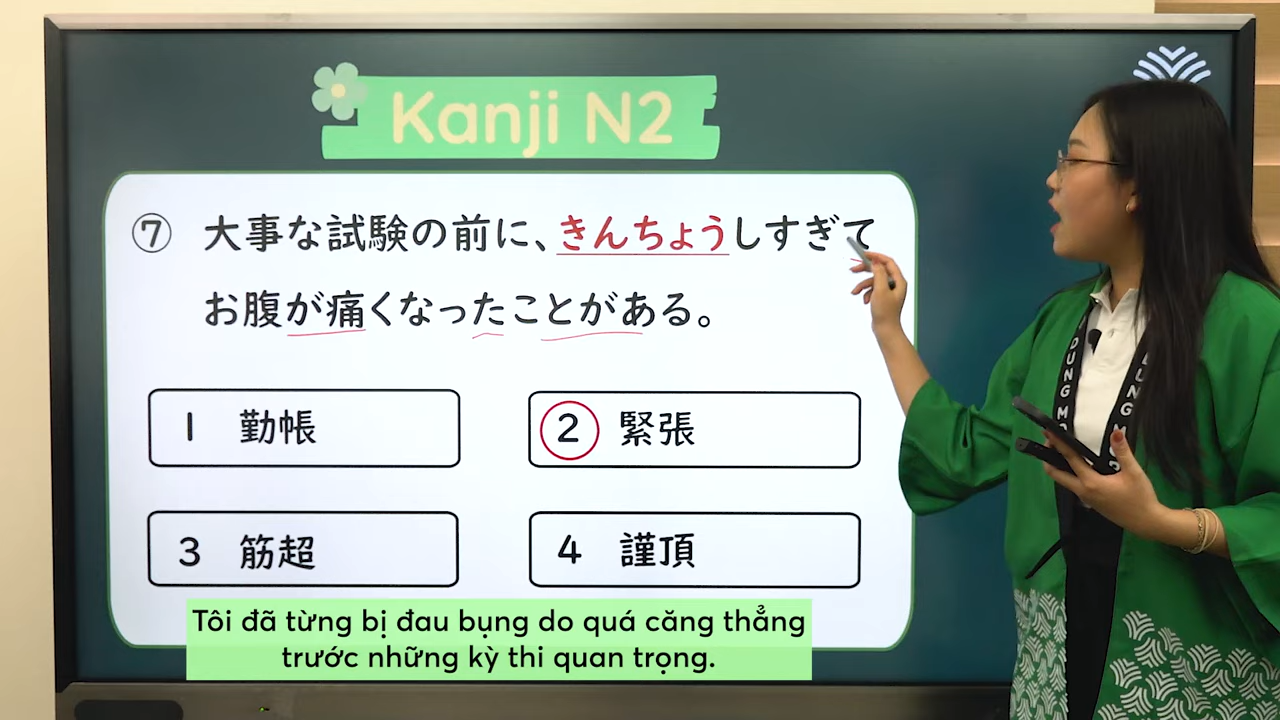 Kanji N2
⑦ 大事な試験の前に、きんちょうしすぎて
お腹が痛くなったことがある。
1 勤帳
2 緊張
3 筋超
4 謹頂
Tôi đã từng bị đau bụng do quá căng thẳng
trước những kỳ thi quan trọng.
DUNG MO